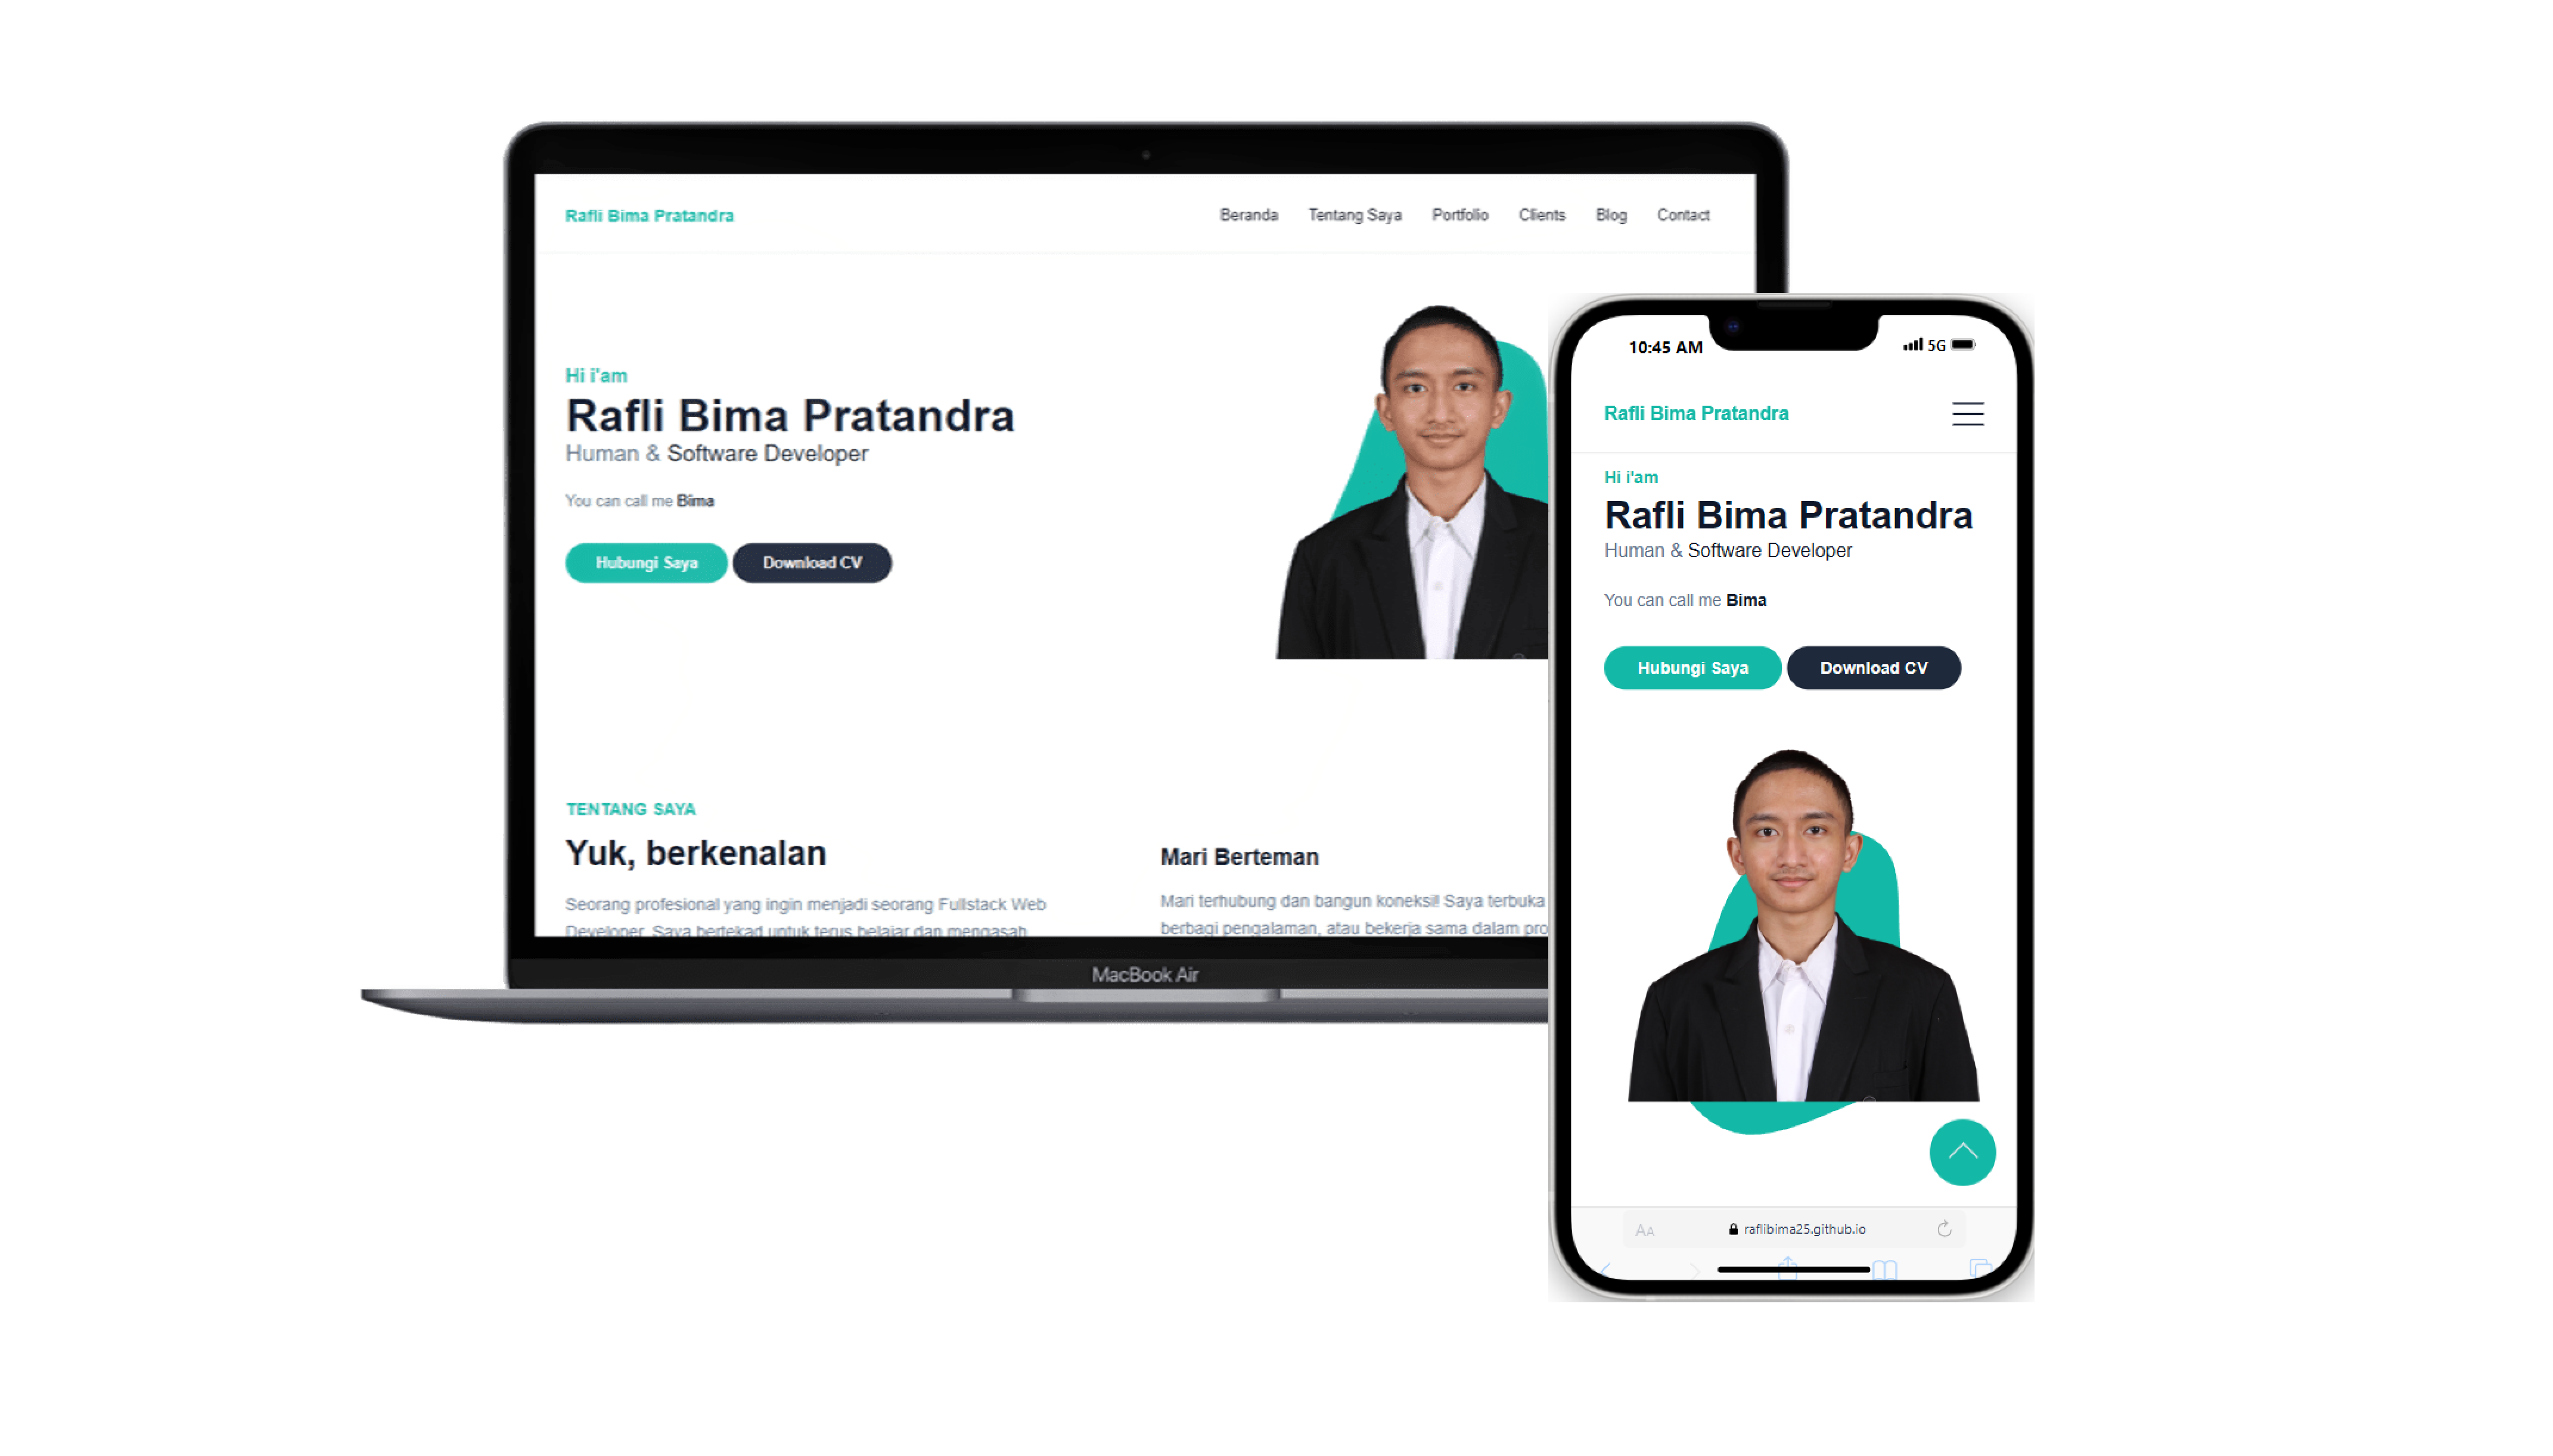 Rafli Bima Pratandra
Beranda Tentang Saya Portfolio Clients Blog Contact
Hi i'am
Rafli Bima Pratandra
Human & Software Developer
You can call me Bima
Hubungi Saya Download CV
TENTANG SAYA
Yuk, berkenalan
Seorang profesional yang ingin menjadi seorang Fullstack Web
Developer. Saya bertekad untuk terus belajar dan mengasah
Mari Berteman
Mari terhubung dan bangun koneksi! Saya terbuka
berbagi pengalaman, atau bekerja sama dalam pro
MacBook Air
10:45 AM 5G
Rafli Bima Pratandra
Hi i'am
Rafli Bima Pratandra
Human & Software Developer
You can call me Bima
Hubungi Saya Download CV
AA raflibima25.github.io